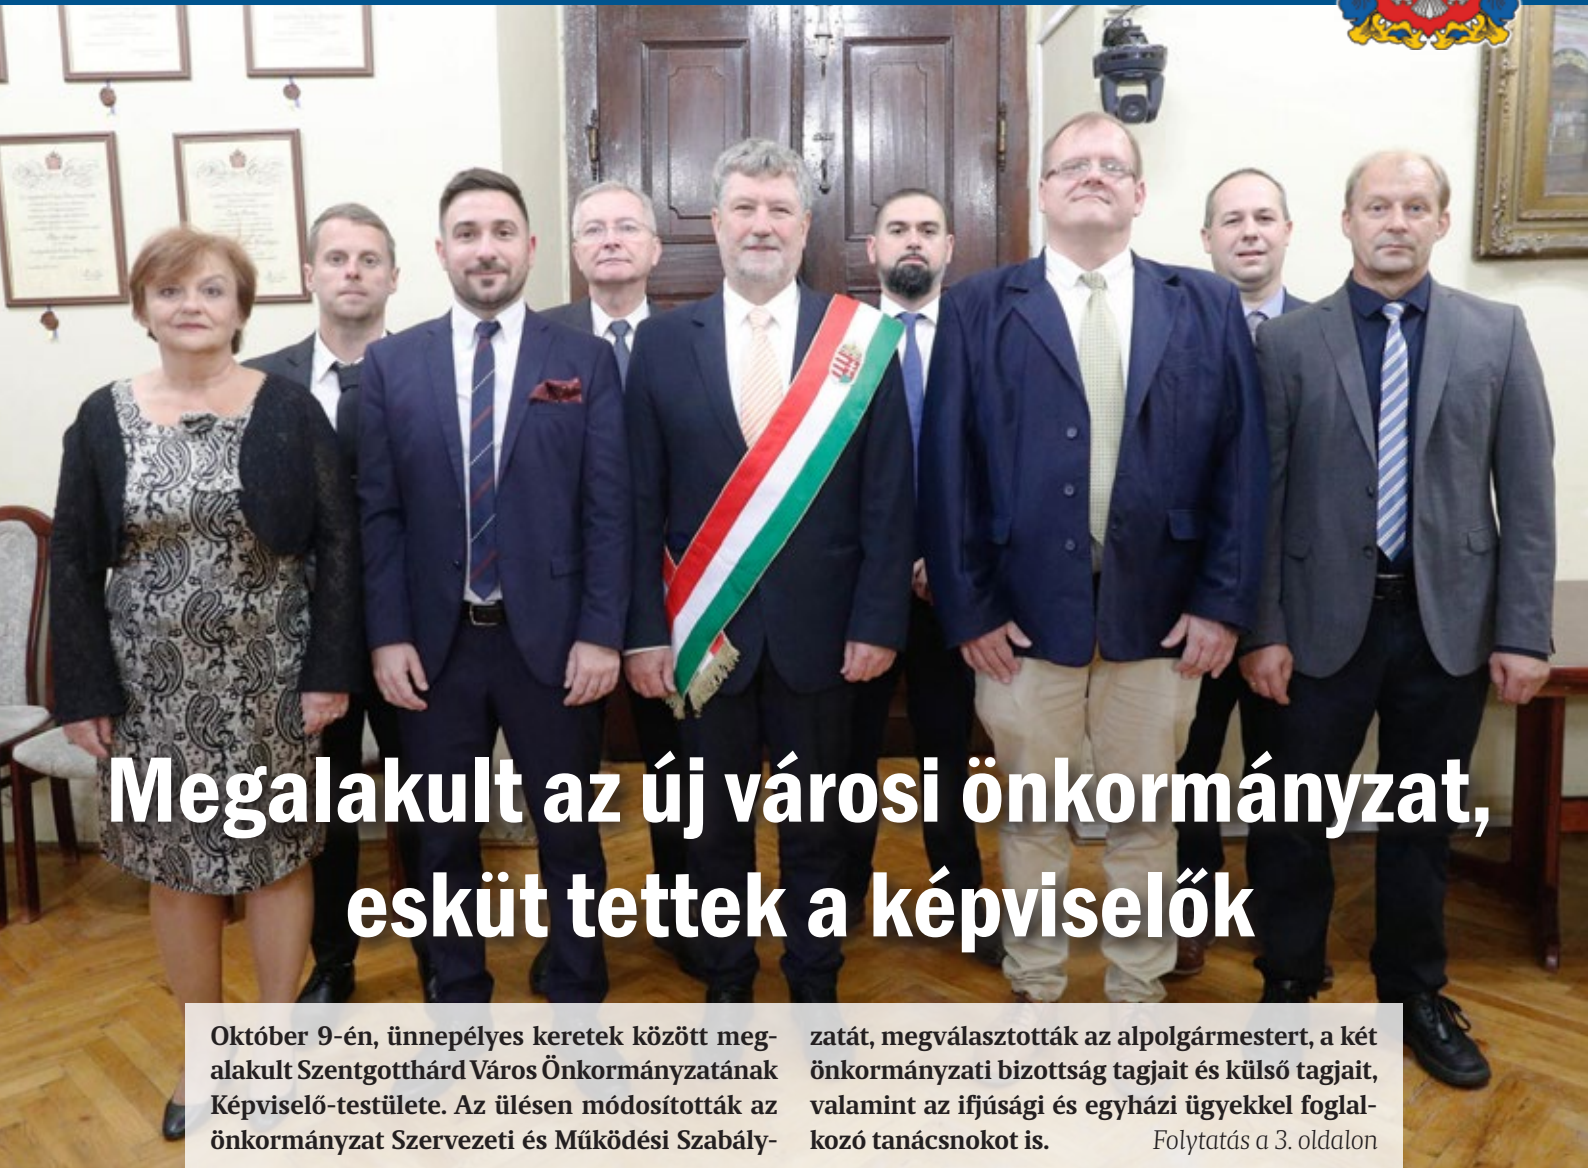 Megalakult az új városi önkormányzat,
esküt tettek a képviselők
Október 9-én, ünnepélyes keretek között meg-
alakult Szentgotthárd Város Önkormányzatának
Képviselő-testülete. Az ülésen módosították az
önkormányzat Szervezeti és Működési Szabály-
zatát, megválasztották az alpolgármestert, a két
önkormányzati bizottság tagjait és külső tagjait,
valamint az ifjúsági és egyházi ügyekkel foglal-
kozó tanácsnokot is. Folytatás a 3. oldalon